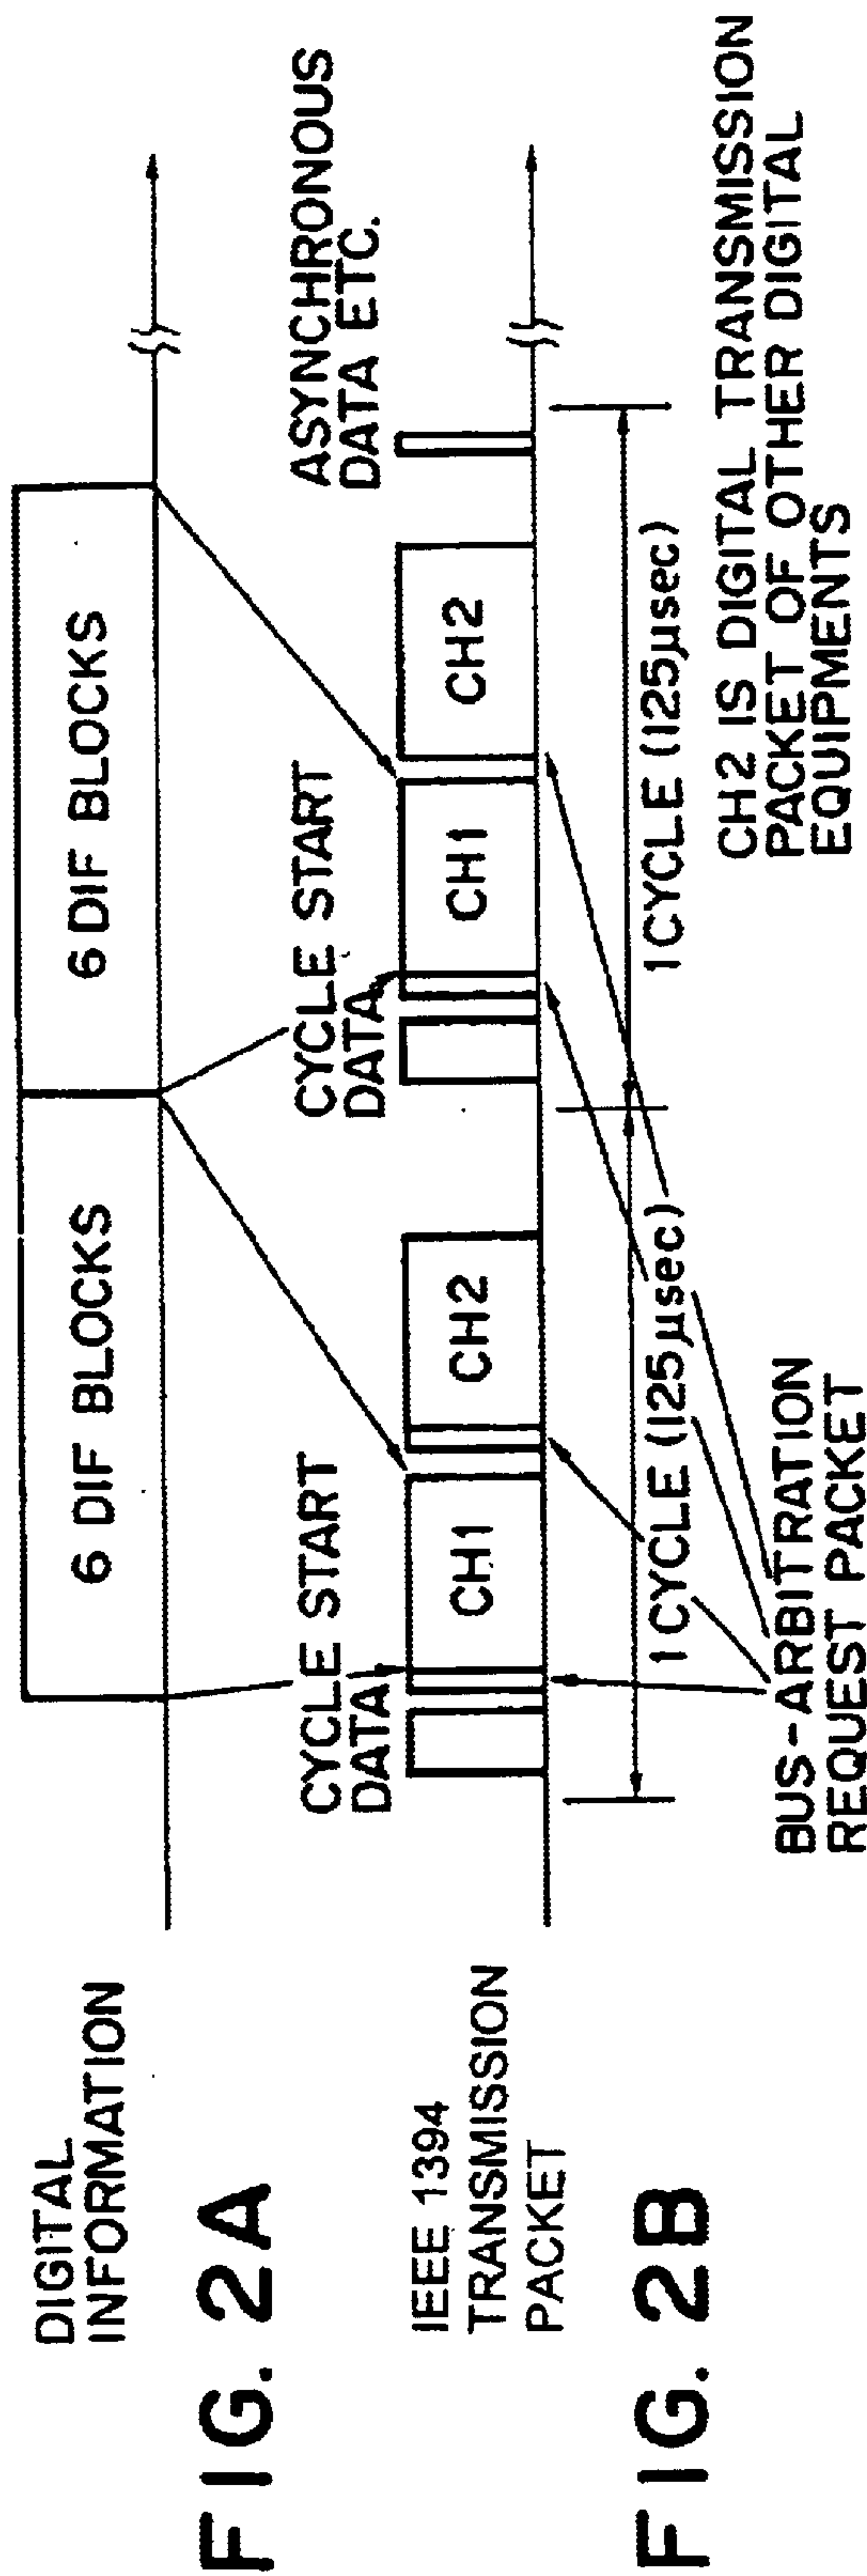 DIGITAL
INFORMATION
6 DIF BLOCKS
6 DIF BLOCKS
FIG. 2A
CYCLE START
DATA
CYCLE START
DATA
ASYNCHRONOUS
DATA ETC.
IEEE 1394
TRANSMISSION
PACKET
CH1
CH2
CH1
CH2
1 CYCLE (125μsec)
1 CYCLE (125μsec)
FIG. 2B
BUS-ARBITRATION
REQUEST PACKET
CH2 IS DIGITAL TRANSMISSION
PACKET OF OTHER DIGITAL
EQUIPMENTS